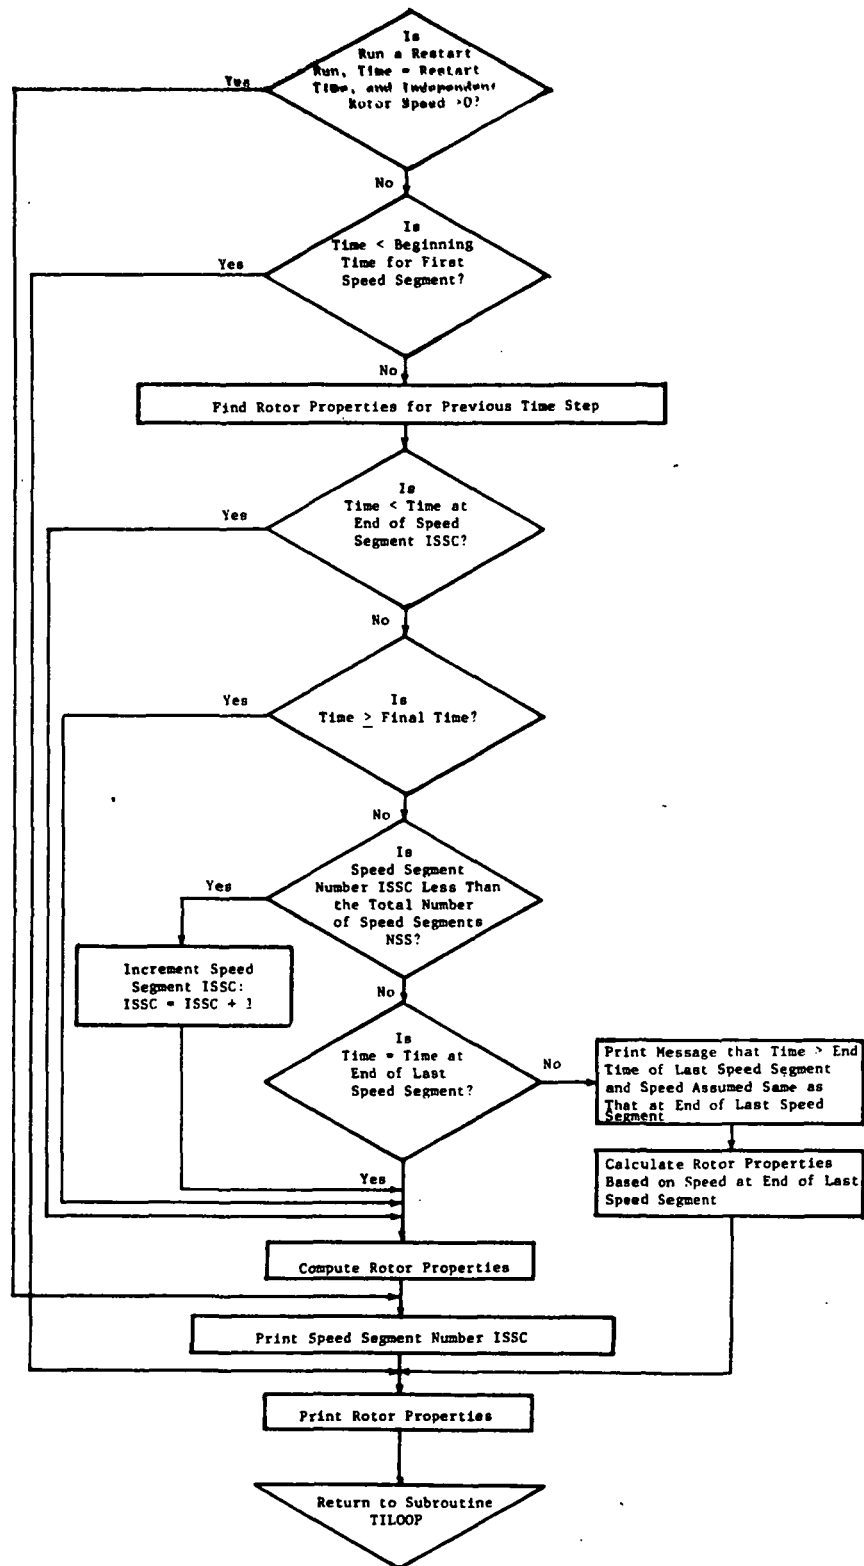 Is
Run a Restart
Run, Time = Restart
Time, and Independent
Rotor Speed >0?
Yes
No
Is
Time < Beginning
Time for First
Speed Segment?
Yes
No
Find Rotor Properties for Previous Time Step
Is
Time < Time at
End of Speed
Segment ISSC?
Yes
No
Is
Time ≥ Final Time?
Yes
No
Is
Speed Segment
Number ISSC Less Than
the Total Number
of Speed Segments
NSS?
Yes
Increment Speed
Segment ISSC:
ISSC = ISSC + 1
No
Is
Time = Time at
End of Last
Speed Segment?
No
Print Message that Time > End
Time of Last Speed Segment
and Speed Assumed Same as
That at End of Last Speed
Segment
Calculate Rotor Properties
Based on Speed at End of Last
Speed Segment
Yes
Compute Rotor Properties
Print Speed Segment Number ISSC
Print Rotor Properties
Return to Subroutine
TILOOP